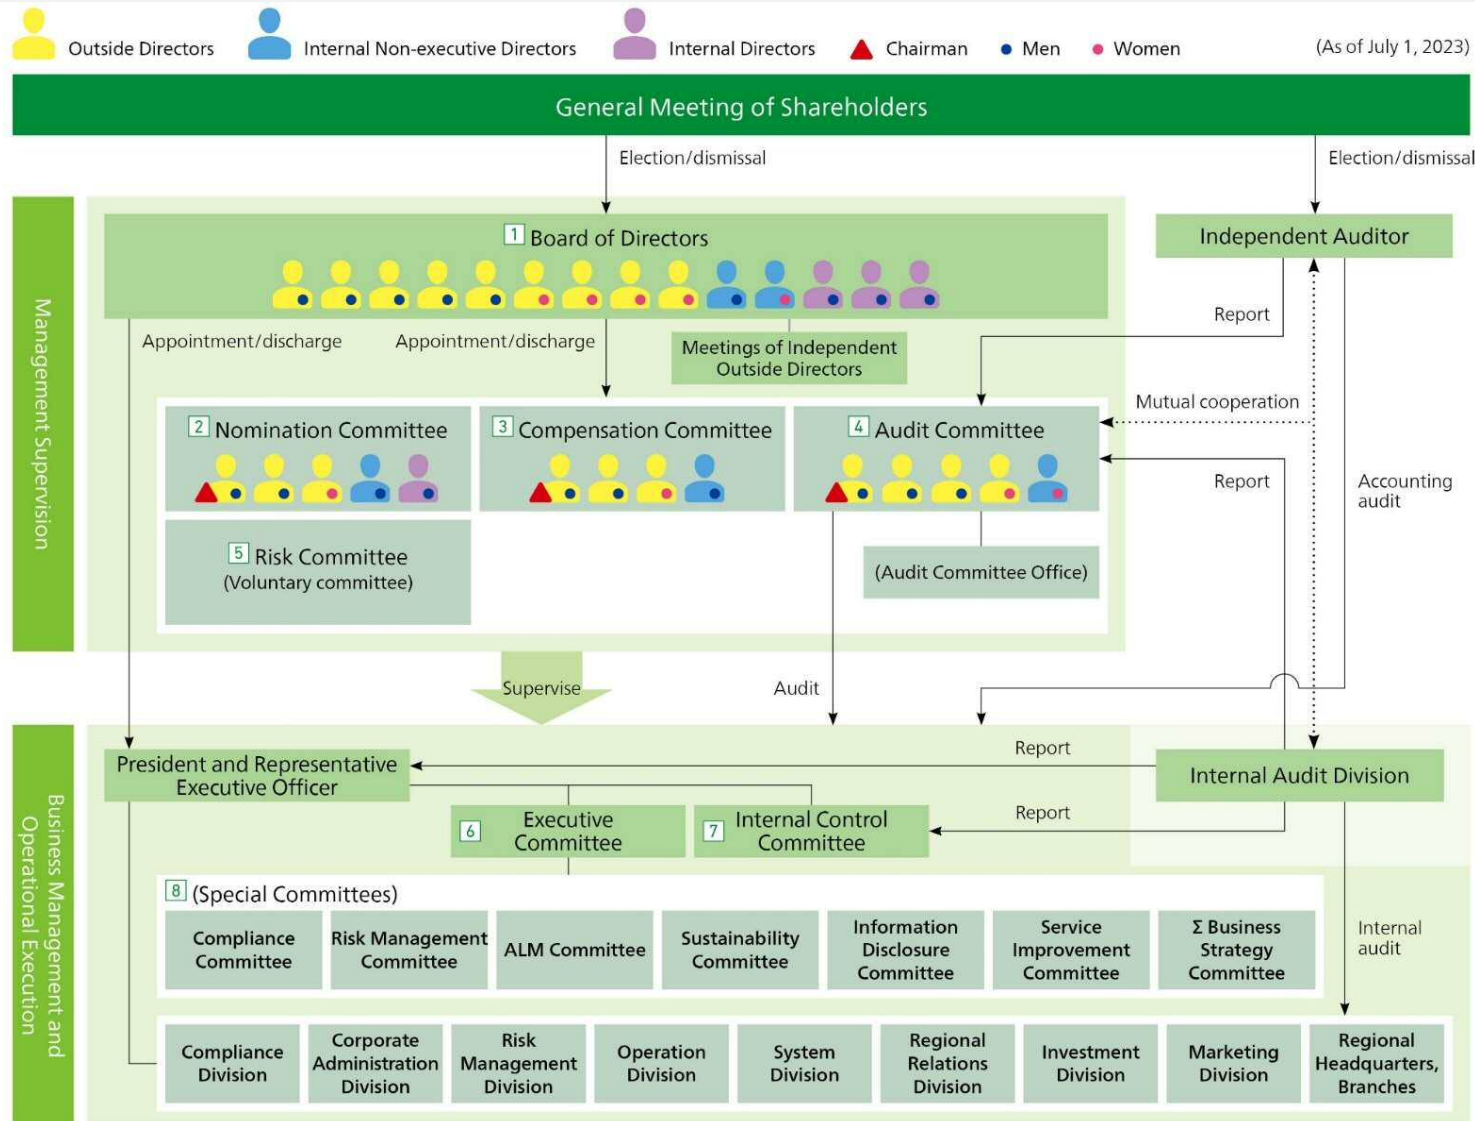 Outside Directors
Internal Non-executive Directors
Internal Directors
Chairman
Men
Women
(As of July 1, 2023)
General Meeting of Shareholders
Election/dismissal
Election/dismissal
Management Supervision
1 Board of Directors
Independent Auditor
Appointment/discharge
Appointment/discharge
Meetings of Independent
Outside Directors
Report
Mutual cooperation
2 Nomination Committee
3 Compensation Committee
4 Audit Committee
Report
Accounting
audit
5 Risk Committee
(Voluntary committee)
(Audit Committee Office)
Supervise
Audit
Business Management and
Operational Execution
President and Representative
Executive Officer
Report
Internal Audit Division
6 Executive
Committee
7 Internal Control
Committee
Report
8 (Special Committees)
Compliance
Committee
Risk Management
Committee
ALM Committee
Sustainability
Committee
Information
Disclosure
Committee
Service
Improvement
Committee
Σ Business
Strategy
Committee
Internal
audit
Compliance
Division
Corporate
Administration
Division
Risk
Management
Division
Operation
Division
System
Division
Regional
Relations
Division
Investment
Division
Marketing
Division
Regional
Headquarters,
Branches